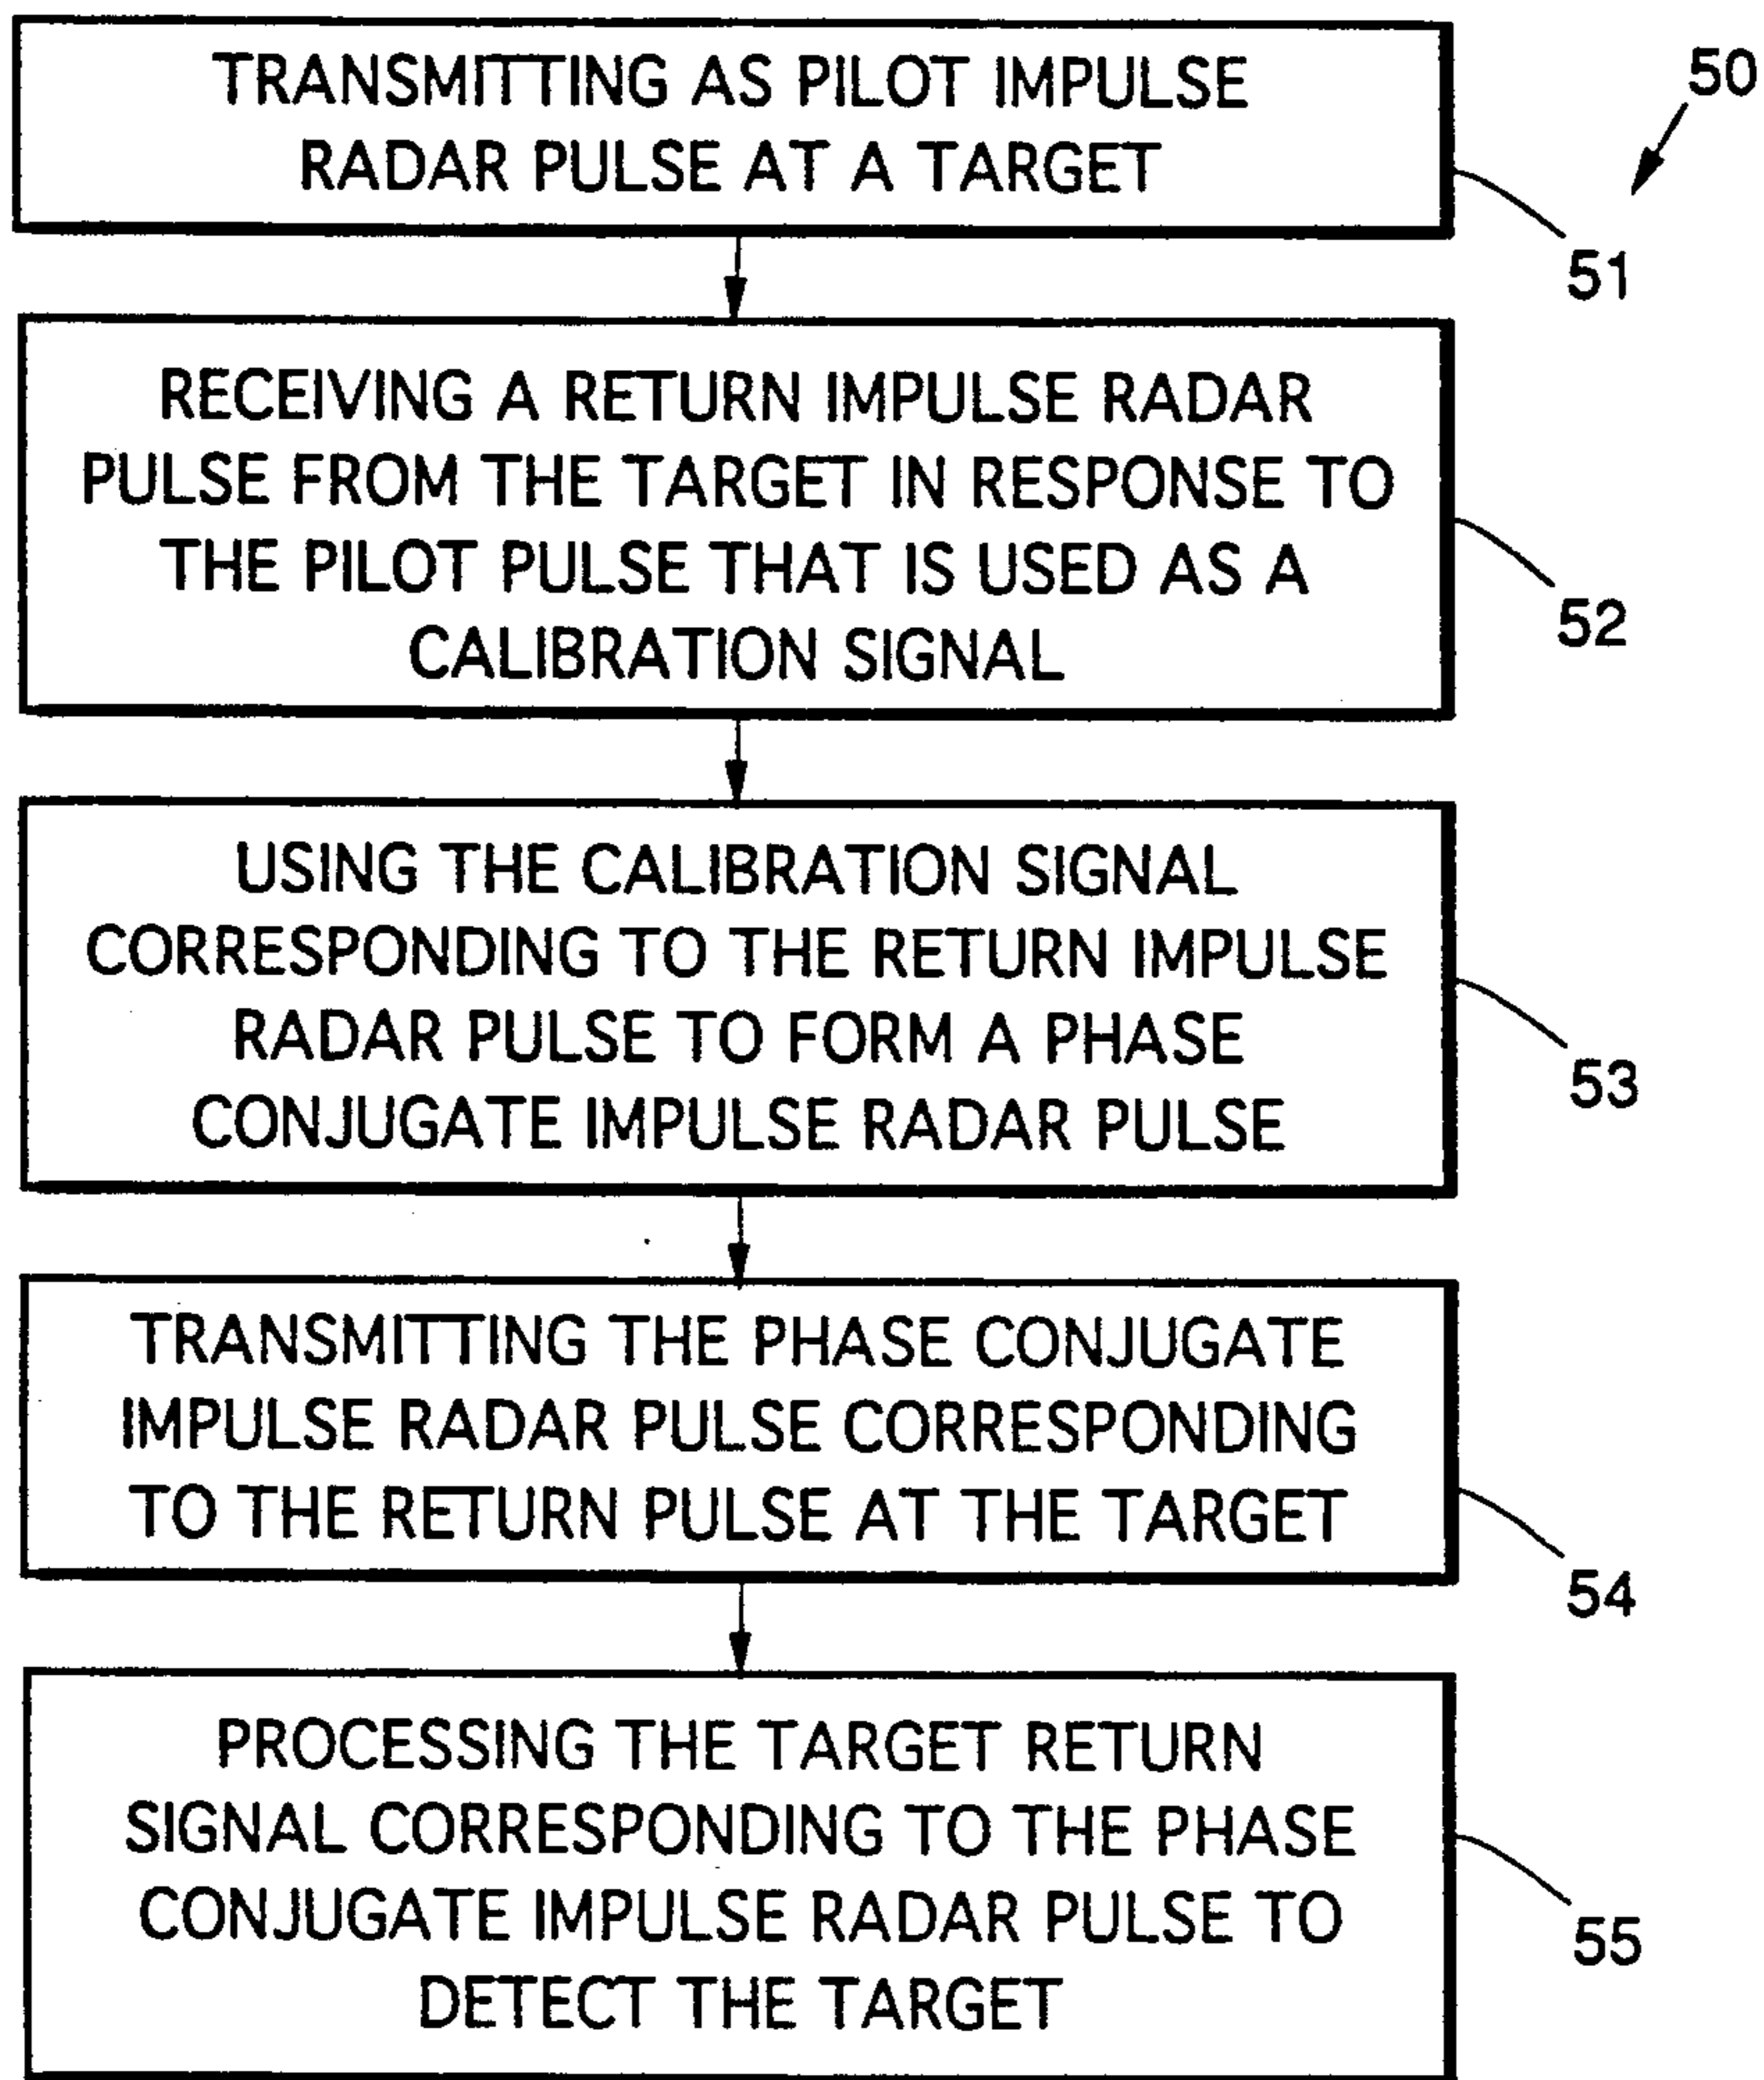 TRANSMITTING AS PILOT IMPULSE
RADAR PULSE AT A TARGET
50
51
RECEIVING A RETURN IMPULSE RADAR
PULSE FROM THE TARGET IN RESPONSE TO
THE PILOT PULSE THAT IS USED AS A
CALIBRATION SIGNAL
52
USING THE CALIBRATION SIGNAL
CORRESPONDING TO THE RETURN IMPULSE
RADAR PULSE TO FORM A PHASE
CONJUGATE IMPULSE RADAR PULSE
53
TRANSMITTING THE PHASE CONJUGATE
IMPULSE RADAR PULSE CORRESPONDING
TO THE RETURN PULSE AT THE TARGET
54
PROCESSING THE TARGET RETURN
SIGNAL CORRESPONDING TO THE PHASE
CONJUGATE IMPULSE RADAR PULSE TO
DETECT THE TARGET
55